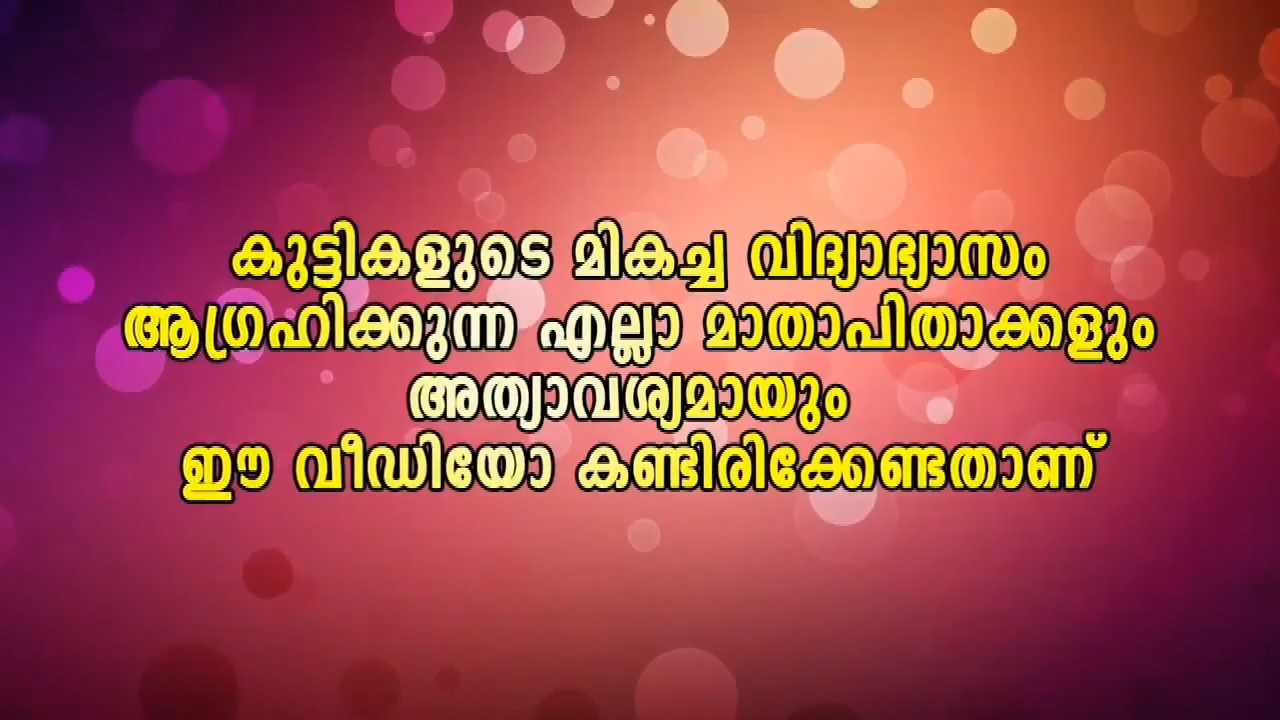 കുട്ടികളുടെ മികച്ച വിദ്യാഭ്യാസം
ആഗ്രഹിക്കുന്ന എല്ലാ മാതാപിതാക്കളും
അത്യാവശ്യമായും
ഈ വീഡിയോ കണ്ടിരിക്കേണ്ടതാണ്